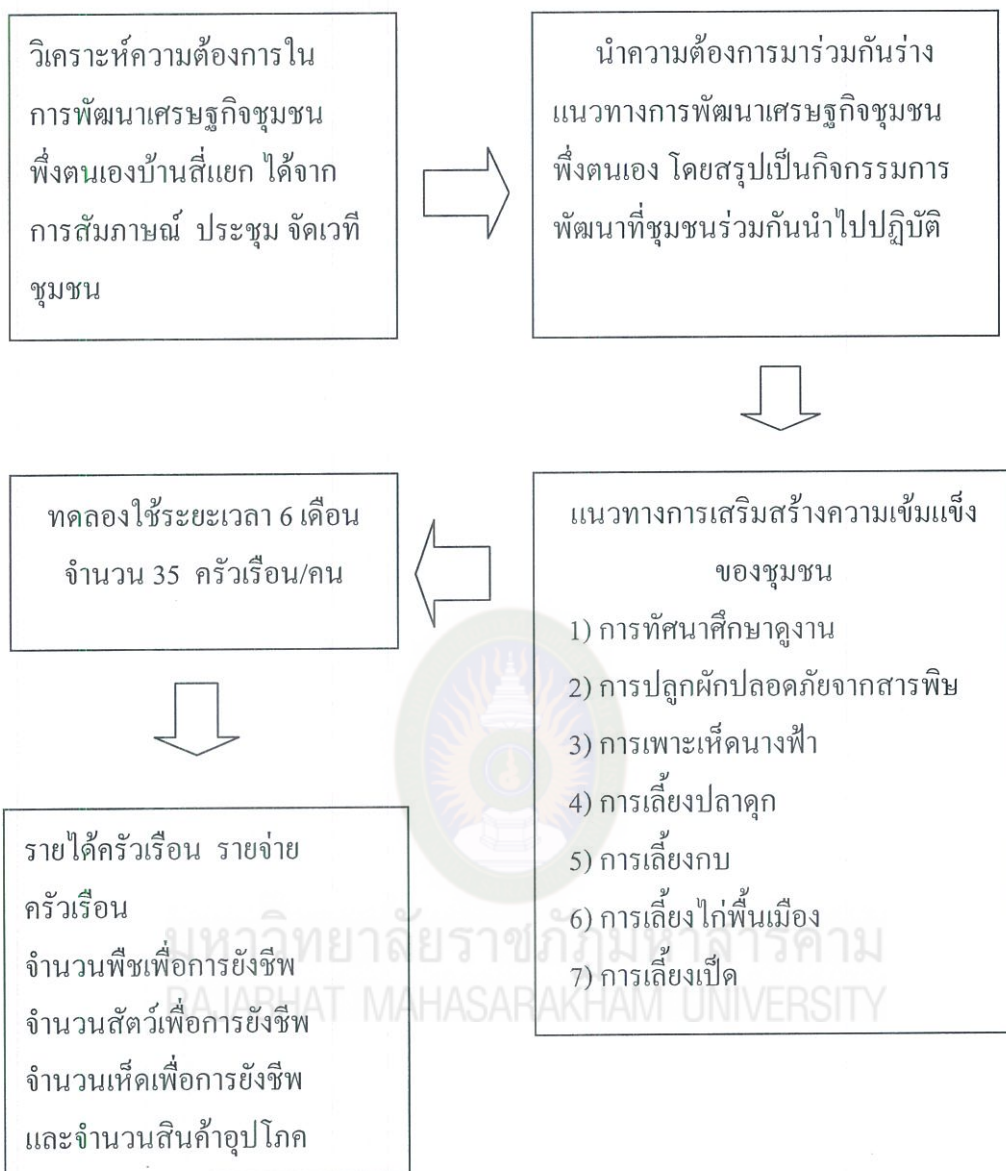 วิเคราะห์ความต้องการใน
การพัฒนาเศรษฐกิจชุมชน
พึ่งตนเองบ้านสี่แยก ได้จาก
การสัมภาษณ์ ประชุม จัดเวที
ชุมชน
นำความต้องการมาร่วมกันร่าง
แนวทางการพัฒนาเศรษฐกิจชุมชน
พึ่งตนเอง โดยสรุปเป็นกิจกรรมการ
พัฒนาที่ชุมชนร่วมกันนำไปปฏิบัติ
แนวทางการเสริมสร้างความเข้มแข็ง
ของชุมชน
1) การทัศนาศึกษาดูงาน
2) การปลูกผักปลอดภัยจากสารพิษ
3) การเพาะเห็ดนางฟ้า
4) การเลี้ยงปลาดุก
5) การเลี้ยงกบ
6) การเลี้ยงไก่พื้นเมือง
7) การเลี้ยงเป็ด
ทดลองใช้ระยะเวลา 6 เดือน
จำนวน 35 ครัวเรือน/คน
รายได้ครัวเรือน รายจ่าย
ครัวเรือน
จำนวนพืชเพื่อการยังชีพ
จำนวนสัตว์เพื่อการยังชีพ
จำนวนเห็ดเพื่อการยังชีพ
และจำนวนสินค้าอุปโภค
มหาวิทยาลัยราชภัฏมหาสารคาม
RAJABHAT MAHASARAKHAM UNIVERSITY